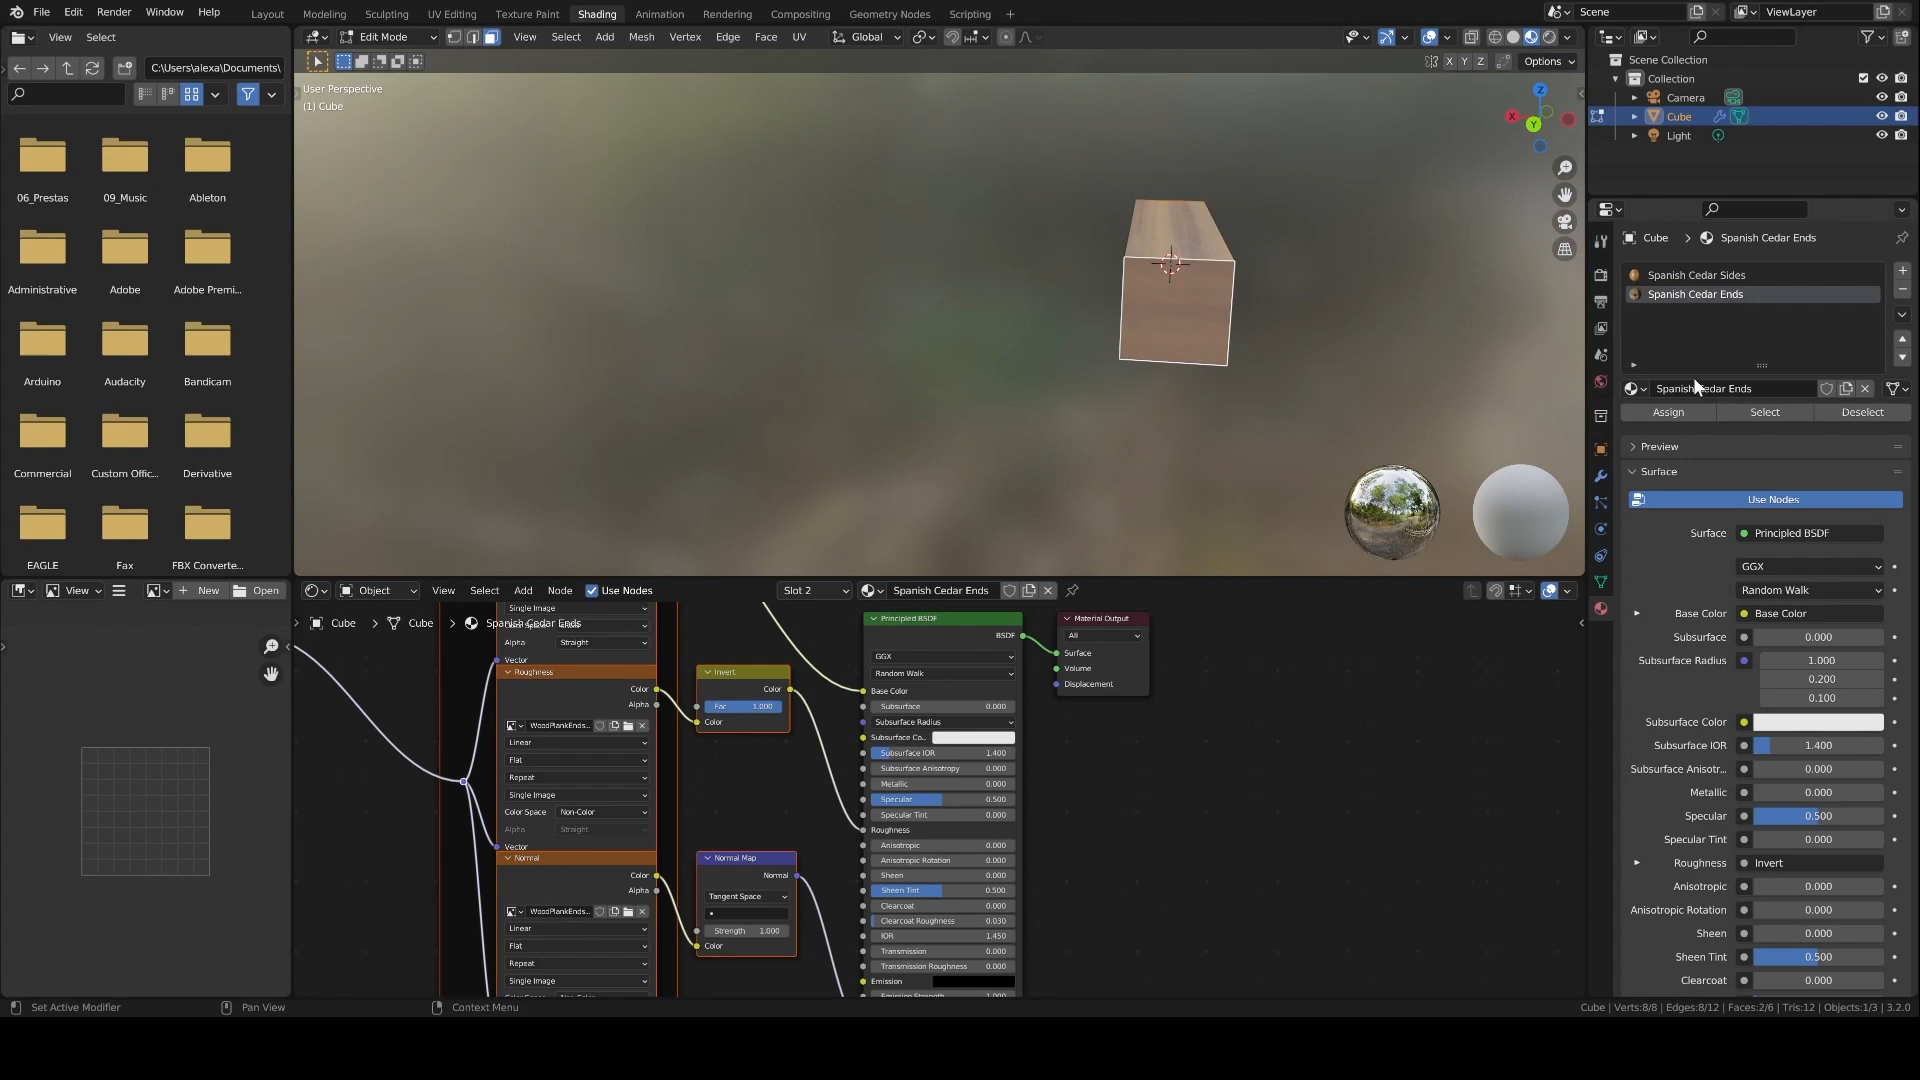 File Edit Render Window Help Layout Modeling Sculpting UV Editing Texture Paint Shading Animation Rendering Compositing Geometry Nodes Scripting + Scene ViewLayer
View Select Edit Mode View Select Add Mesh Vertex Edge Face UV Global
C:\Users\alexa\Documents\ X Y Z Options
User Perspective
(1) Cube
Z
X
Y
06_Prestas 09_Music Ableton
Administrative Adobe Adobe Premi...
Arduino Audacity Bandicam
Commercial Custom Offic... Derivative
EAGLE Fax FBX Converte...
Scene Collection
Collection
Camera
Cube
Light
Cube > Spanish Cedar Ends
Spanish Cedar Sides
Spanish Cedar Ends
Spanish Cedar Ends
Assign Select Deselect
Preview
Surface
Use Nodes
Surface Principled BSDF
GGX
Random Walk
Base Color Base Color
Subsurface 0.000
Subsurface Radius 1.000
0.200
0.100
Subsurface Color
Subsurface IOR 1.400
Subsurface Anisotr... 0.000
Metallic 0.000
Specular 0.500
Specular Tint 0.000
Roughness Invert
Anisotropic 0.000
Anisotropic Rotation 0.000
Sheen 0.000
Sheen Tint 0.500
Clearcoat 0.000
View + New Open
Object View Select Add Node Use Nodes Slot 2 Spanish Cedar Ends
Cube > Cube > Spanish Cedar Ends
Single Image
Alpha Straight
Vector
Roughness
Color
Alpha
WoodPlankEnds...
Linear
Flat
Repeat
Single Image
Color Space Non-Color
Alpha Straight
Vector
Normal
Color
Alpha
WoodPlankEnds...
Linear
Flat
Repeat
Single Image
Invert
Color
Fac 1.000
Color
Normal Map
Normal
Tangent Space
Strength 1.000
Color
Principled BSDF
BSDF
GGX
Random Walk
Base Color
Subsurface 0.000
Subsurface Radius
Subsurface Co..
Subsurface IOR 1.400
Subsurface Anisotropy 0.000
Metallic 0.000
Specular 0.500
Specular Tint 0.000
Roughness
Anisotropic 0.000
Anisotropic Rotation 0.000
Sheen 0.000
Sheen Tint 0.500
Clearcoat 0.000
Clearcoat Roughness 0.030
IOR 1.450
Transmission 0.000
Transmission Roughness 0.000
Emission
Emission Strength 1.000
Material Output
All
Surface
Volume
Displacement
Set Active Modifier Pan View Context Menu Cube | Verts:8/8 | Edges:8/12 | Faces:2/6 | Tris:12 | Objects:1/3 | 3.2.0